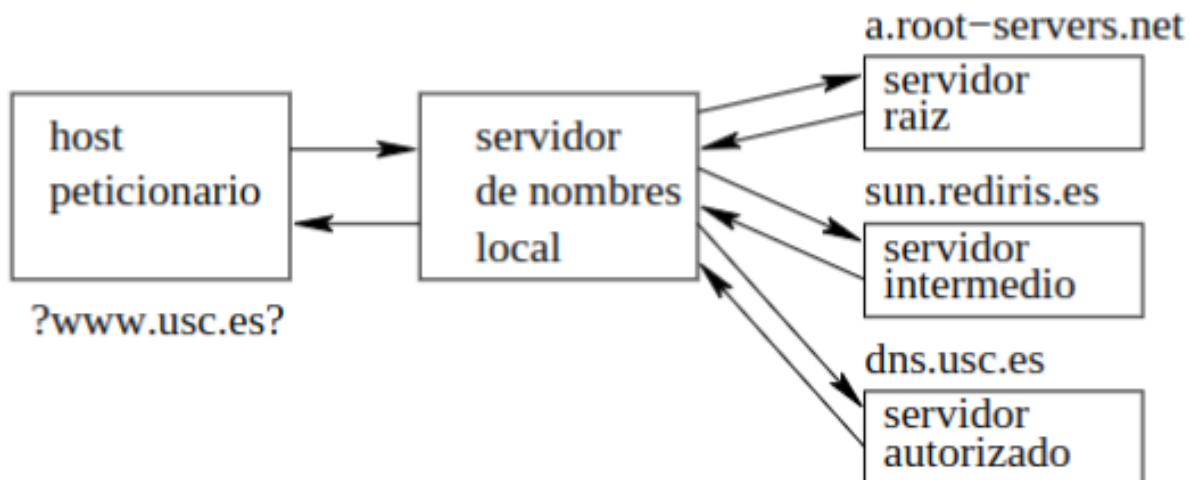 host
peticionario
?www.usc.es?
servidor
de nombres
local
a.root−servers.net
servidor
raiz
sun.rediris.es
servidor
intermedio
dns.usc.es
servidor
autorizado